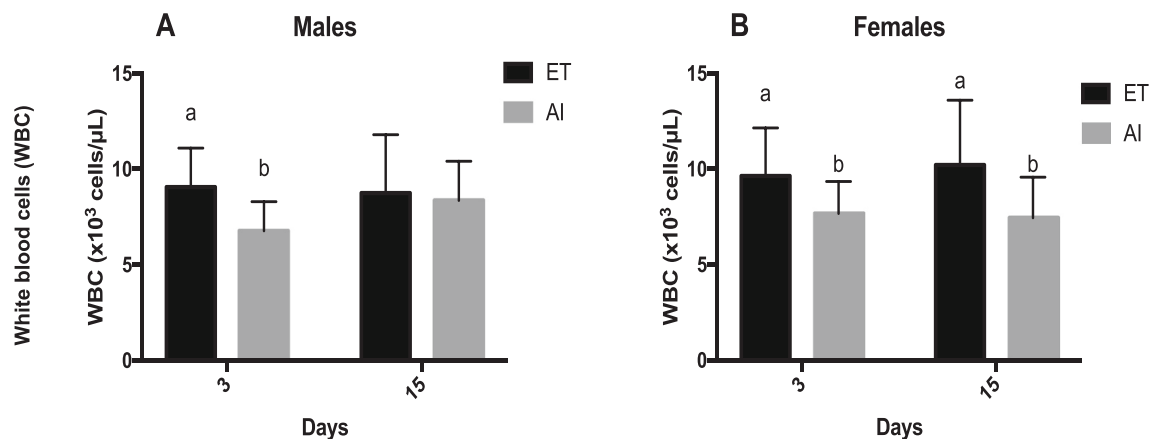 White blood cells (WBC)
A
Males
WBC (x10³ cells/µL)
15
10
5
0
a
b
ET
AI
3
15
Days
B
Females
WBC (x10³ cells/µL)
15
10
5
0
a
b
a
b
ET
AI
3
15
Days